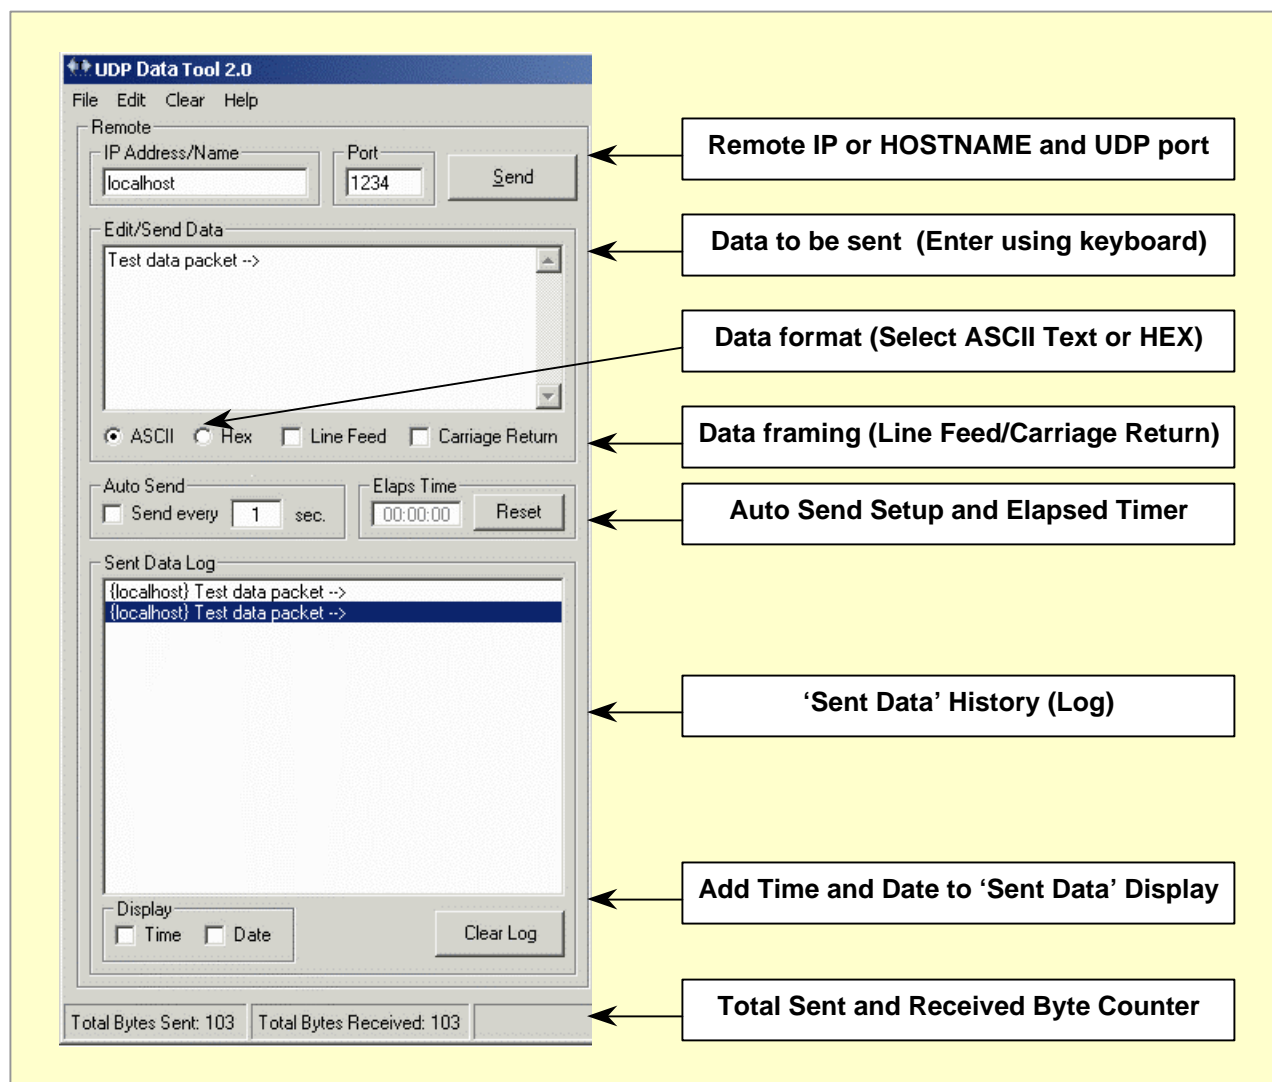 UDP Data Tool 2.0
File Edit Clear Help
Remote
IP Address/Name
Port
localhost
1234
Send
Remote IP or HOSTNAME and UDP port
Edit/Send Data
Test data packet -->
Data to be sent (Enter using keyboard)
Data format (Select ASCII Text or HEX)
ASCII Hex Line Feed Carriage Return
Data framing (Line Feed/Carriage Return)
Auto Send
Send every 1 sec.
Elaps Time
00:00:00 Reset
Auto Send Setup and Elapsed Timer
Sent Data Log
{localhost} Test data packet -->
{localhost} Test data packet -->
‘Sent Data’ History (Log)
Add Time and Date to ‘Sent Data’ Display
Display
Time Date
Clear Log
Total Sent and Received Byte Counter
Total Bytes Sent: 103 Total Bytes Received: 103